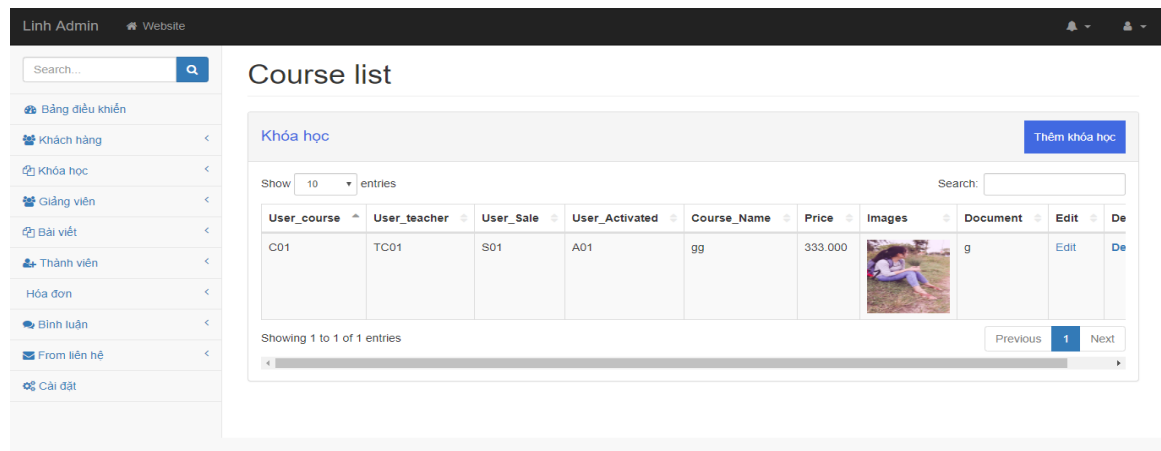 Linh Admin Website
Search...
Course list
Bảng điều khiển
Khách hàng
Khóa học
Giảng viên
Bài viết
Thành viên
Hóa đơn
Bình luận
From liên hệ
Cài đặt
Khóa học Thêm khóa học
Show 10 entries Search:
User_course User_teacher User_Sale User_Activated Course_Name Price Images Document Edit De
C01 TC01 S01 A01 gg 333.000 g Edit De
Showing 1 to 1 of 1 entries Previous 1 Next